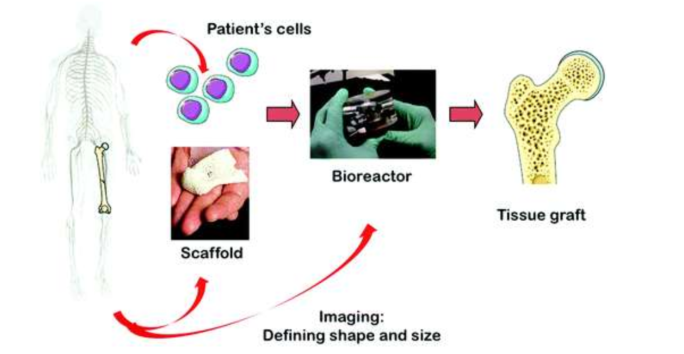 Patient's cells
Bioreactor
Scaffold
Tissue graft
Imaging:
Defining shape and size